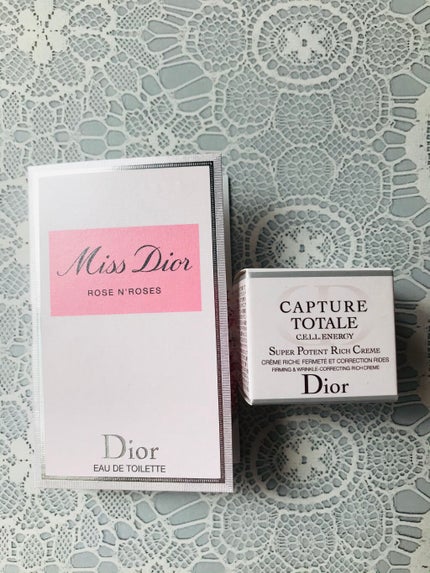 Miss Dior
ROSE N'ROSES
Dior
EAU DE TOILETTE
CAPTURE
TOTALE
C.E.L.L. ENERGY
SUPER POTENT RICH CREME
CRÈME RICHE FERMETÉ ET CORRECTION RIDES
FIRMING & WRINKLE-CORRECTING RICH CREME
Dior